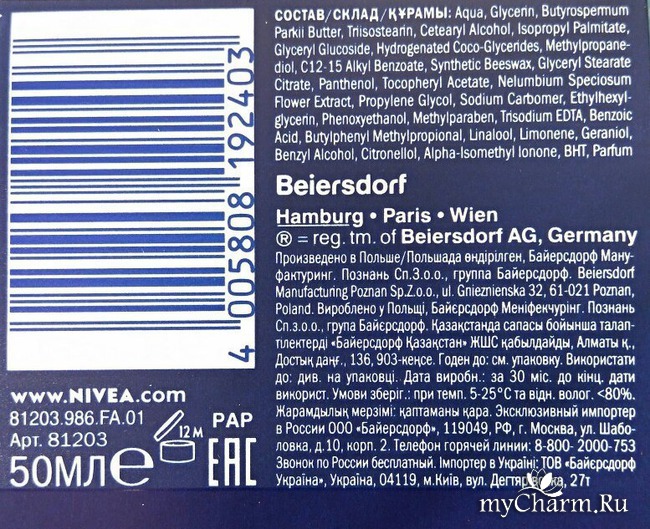 СОСТАВ/СКЛАД/ҚҰРАМЫ: Aqua, Glycerin, Butyrospermum
Parkii Butter, Triisostearin, Cetearyl Alcohol, Isopropyl Palmitate,
Glyceryl Glucoside, Hydrogenated Coco-Glycerides, Methylpropane-
diol, C12-15 Alkyl Benzoate, Synthetic Beeswax, Glyceryl Stearate
Citrate, Panthenol, Tocopheryl Acetate, Nelumbium Speciosum
Flower Extract, Propylene Glycol, Sodium Carbomer, Ethylhexyl-
glycerin, Phenoxyethanol, Methylparaben, Trisodium EDTA, Benzoic
Acid, Butylphenyl Methylpropional, Linalool, Limonene, Geraniol,
Benzyl Alcohol, Citronellol, Alpha-Isomethyl Ionone, BHT, Parfum
Beiersdorf
Hamburg • Paris • Wien
® = reg. tm. of Beiersdorf AG, Germany
Произведено в Польше/Польшада өндірілген, Байерсдорф Ману-
фактуринг. Познань Сп.З.о.о., группа Байерсдорф. Beiersdorf
Manufacturing Poznan Sp.Z.o.o., ul. Gnieznienska 32, 61-021 Poznan,
Poland. Вироблено у Польщі, Байєрсдорф Меніфекчурінг. Познань
Сп.з.о.о., група Байєрсдорф. Қазақстанда сапасы бойынша талап-
плектерді «Байерсдорф Қазақстан» ЖШС қабылдайды, Алматы қ.,
Достық даңғ., 136, 903-кеңсе. Годен до: см. упаковку. Використати
до: див. на упаковці. Дата виробн.: за 30 міс. до кінц. дати
використ. Умови зберіг.: при темп. 5-25°C та відн. волог. <80%.
Жарамдылық мерзімі: қаптаманы қара. Эксклюзивный импортер
в России ООО «Байерсдорф», 119049, РФ, г. Москва, ул. Шабо-
ловка, д.10, корп. 2. Телефон горячей линии: 8-800- 2000-753
Звонок по России бесплатный. Імпортер в Україні: ТОВ «Байєрсдорф
Україна», Україна, 04119, м.Київ, вул. 27т
4 005808 192403
www.NIVEA.com
81203.986.FA.01
Арт. 81203
12 M
PAP
50МЛ℮
EAC
myCharm.Ru